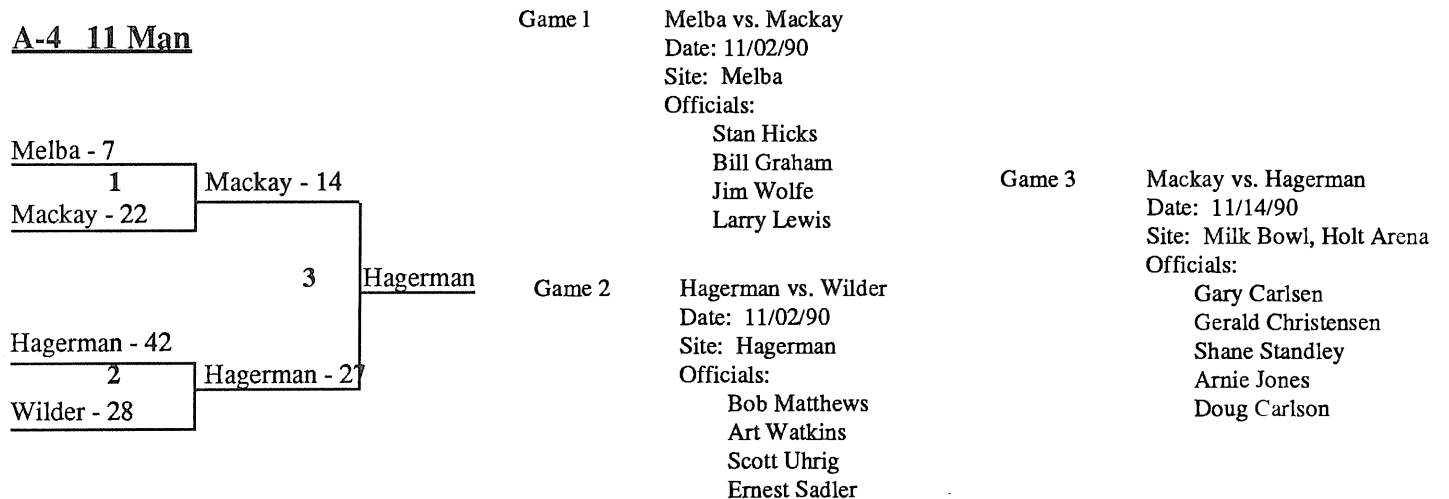 A-4 11 Man
Melba - 7
1
Mackay - 22
Mackay - 14
3
Hagerman
Hagerman - 42
2
Wilder - 28
Hagerman - 27
Game 1
Melba vs. Mackay
Date: 11/02/90
Site: Melba
Officials:
Stan Hicks
Bill Graham
Jim Wolfe
Larry Lewis
Game 2
Hagerman vs. Wilder
Date: 11/02/90
Site: Hagerman
Officials:
Bob Matthews
Art Watkins
Scott Uhrig
Ernest Sadler
Game 3
Mackay vs. Hagerman
Date: 11/14/90
Site: Milk Bowl, Holt Arena
Officials:
Gary Carlsen
Gerald Christensen
Shane Standley
Arnie Jones
Doug Carlson